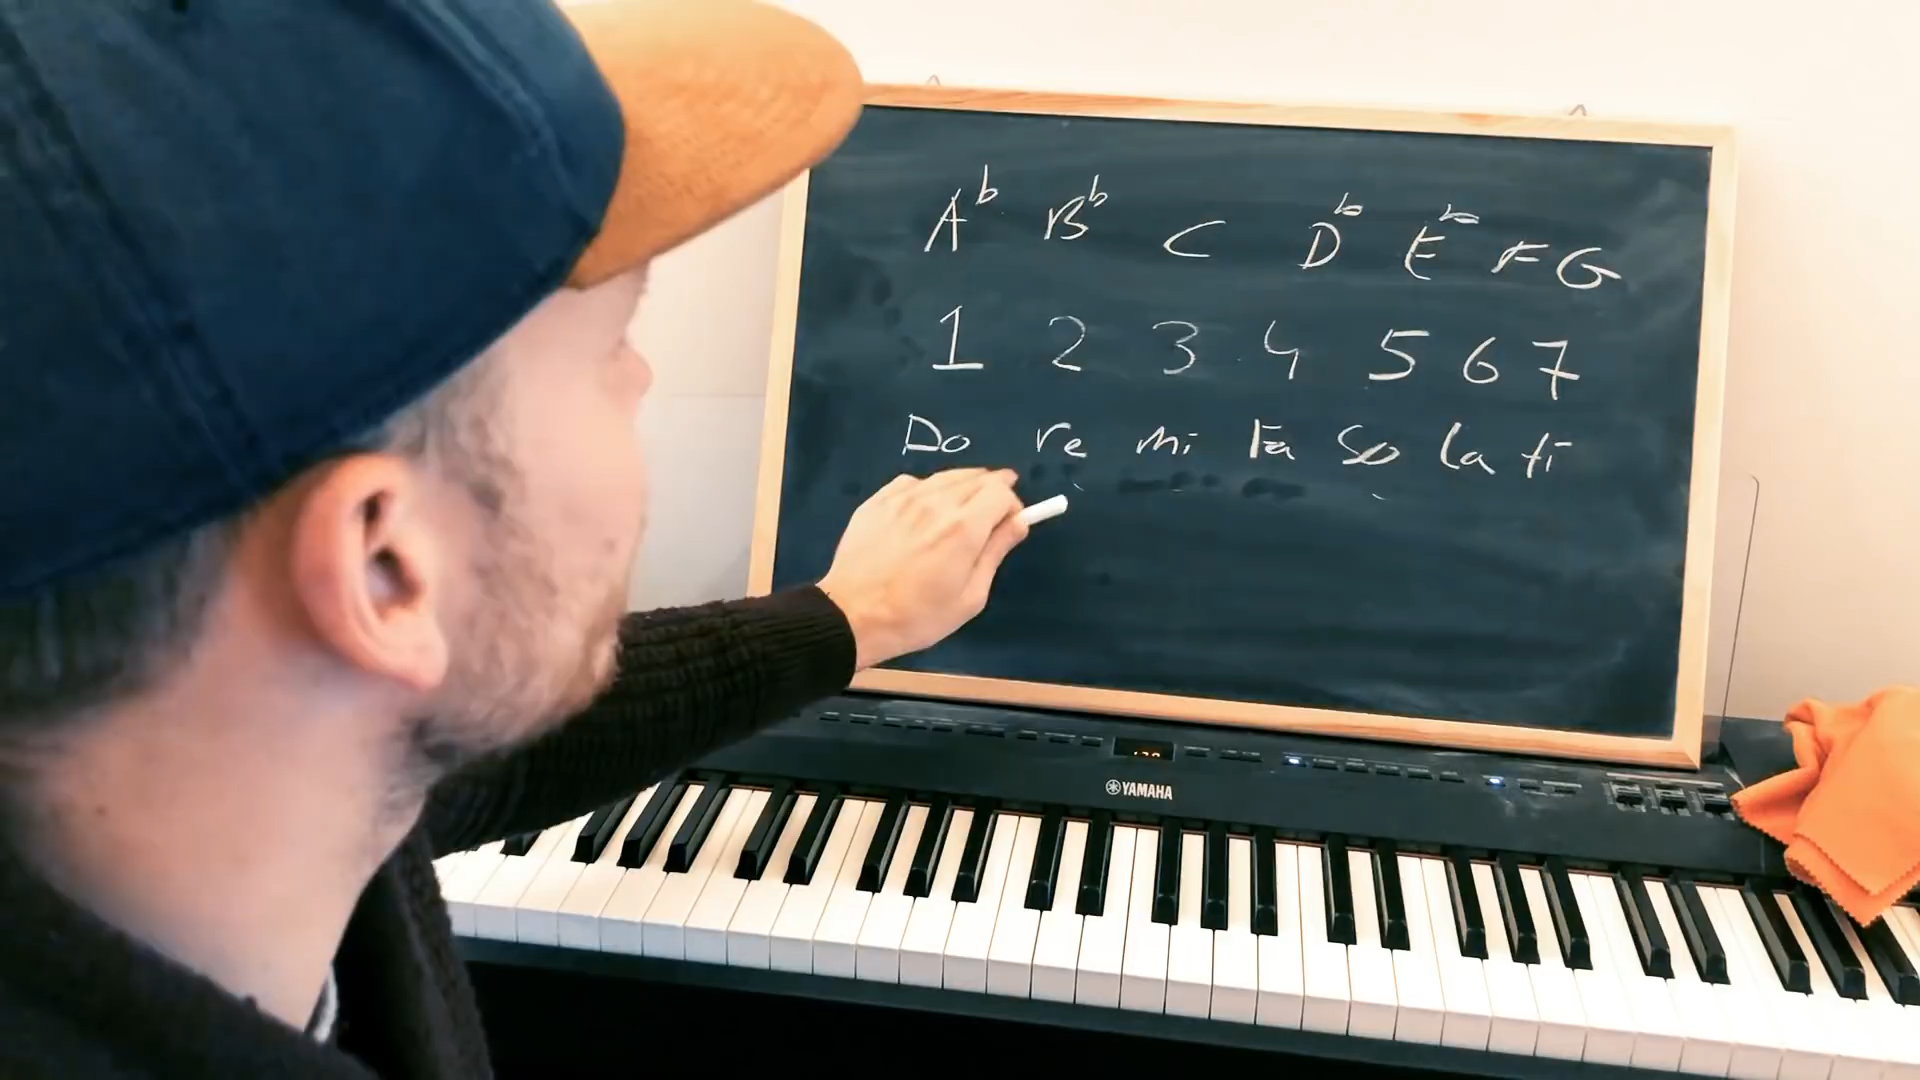 A♭ B♭ C D♭ E♭ F G
1 2 3 4 5 6 7
Do re mi fa so la ti
YAMAHA